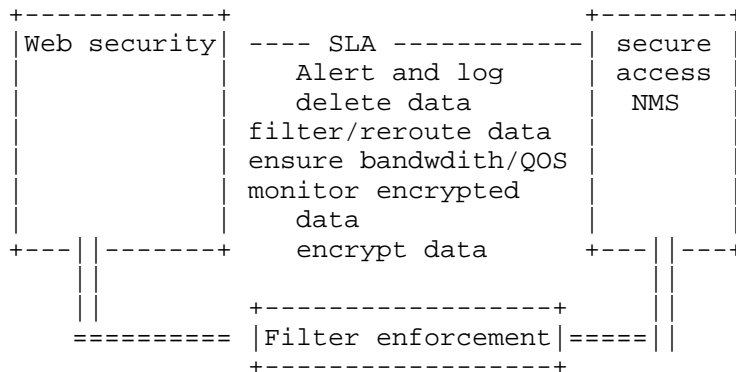 Web security ---- SLA ------------ secure
Alert and log access
delete data NMS
filter/reroute data
ensure bandwdith/QOS
monitor encrypted
data
encrypt data
Filter enforcement